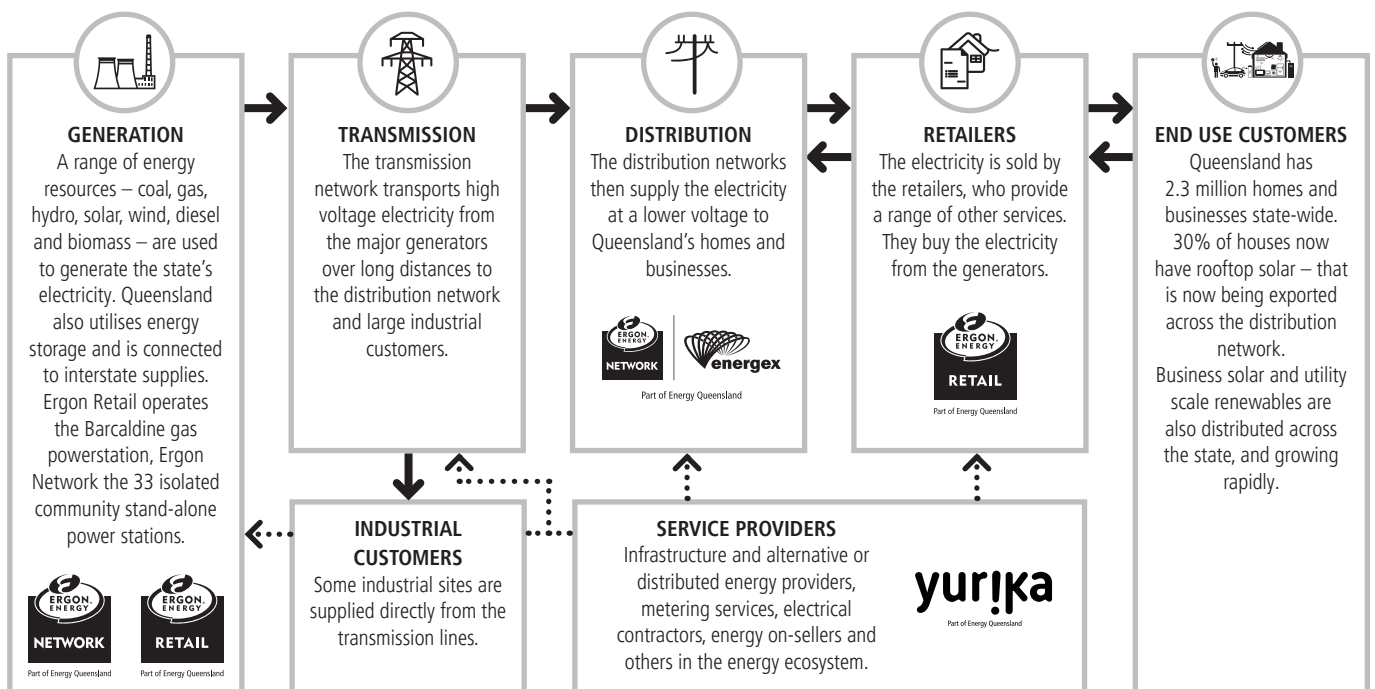 GENERATION
A range of energy
resources – coal, gas,
hydro, solar, wind, diesel
and biomass – are used
to generate the state's
electricity. Queensland
also utilises energy
storage and is connected
to interstate supplies.
Ergon Retail operates
the Barcaldine gas
powerstation, Ergon
Network the 33 isolated
community stand-alone
power stations.
ERGON.
ENERGY
NETWORK
Part of Energy Queensland
ERGON.
ENERGY
RETAIL
Part of Energy Queensland
TRANSMISSION
The transmission
network transports high
voltage electricity from
the major generators
over long distances to
the distribution network
and large industrial
customers.
DISTRIBUTION
The distribution networks
then supply the electricity
at a lower voltage to
Queensland's homes and
businesses.
ERGON.
ENERGY
NETWORK
energex
Part of Energy Queensland
RETAILERS
The electricity is sold by
the retailers, who provide
a range of other services.
They buy the electricity
from the generators.
ERGON.
ENERGY
RETAIL
Part of Energy Queensland
END USE CUSTOMERS
Queensland has
2.3 million homes and
businesses state-wide.
30% of houses now
have rooftop solar – that
is now being exported
across the distribution
network.
Business solar and utility
scale renewables are
also distributed across
the state, and growing
rapidly.
INDUSTRIAL
CUSTOMERS
Some industrial sites are
supplied directly from the
transmission lines.
SERVICE PROVIDERS
Infrastructure and alternative or
distributed energy providers,
metering services, electrical
contractors, energy on-sellers and
others in the energy ecosystem.
yurika
Part of Energy Queensland